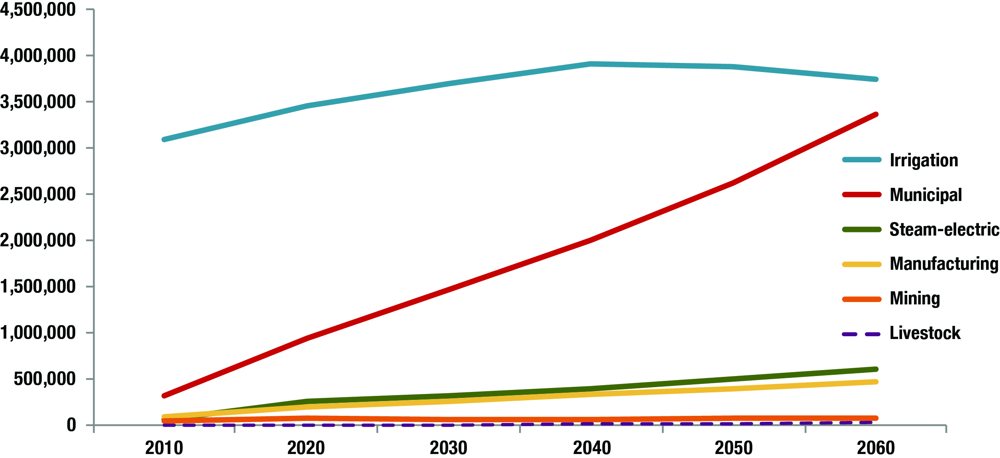 4,500,000
4,000,000
3,500,000
3,000,000
2,500,000
2,000,000
1,500,000
1,000,000
500,000
0
2010 2020 2030 2040 2050 2060
Irrigation
Municipal
Steam-electric
Manufacturing
Mining
Livestock